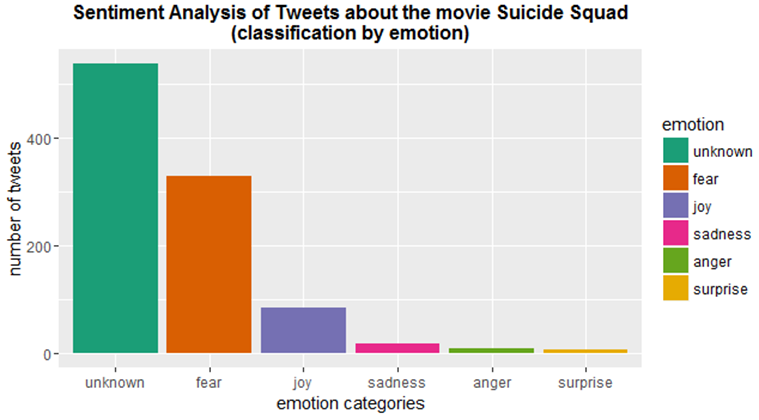 Sentiment Analysis of Tweets about the movie Suicide Squad
(classification by emotion)
number of tweets
400
200
0
unknown fear joy sadness anger surprise
emotion categories
emotion
unknown
fear
joy
sadness
anger
surprise